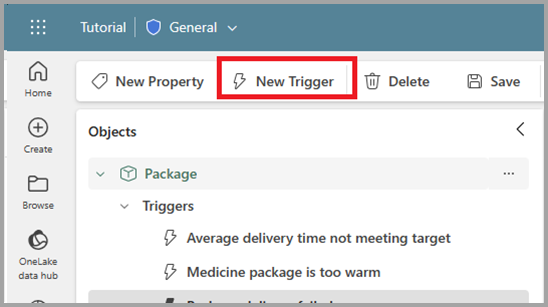 Tutorial General
New Property New Trigger Delete Save
Home
Create
Browse
OneLake
data hub
Objects
Package
Triggers
Average delivery time not meeting target
Medicine package is too warm